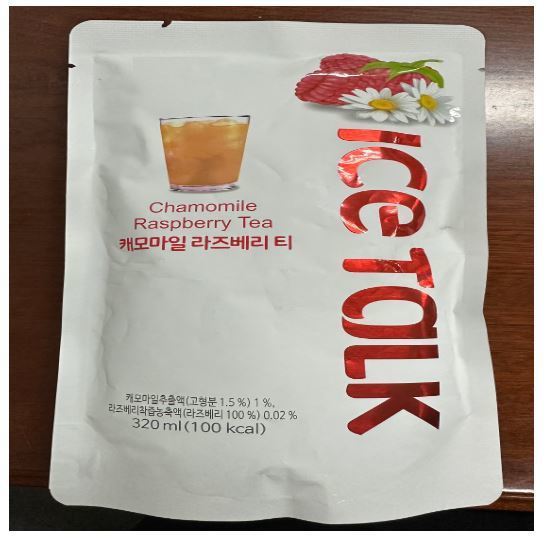 ICE TALK
Chamomile
Raspberry Tea
캐모마일 라즈베리 티
캐모마일추출액(고형분 1.5 %) 1 %,
라즈베리착즙농축액(라즈베리 100 %) 0.02 %
320 ml (100 kcal)